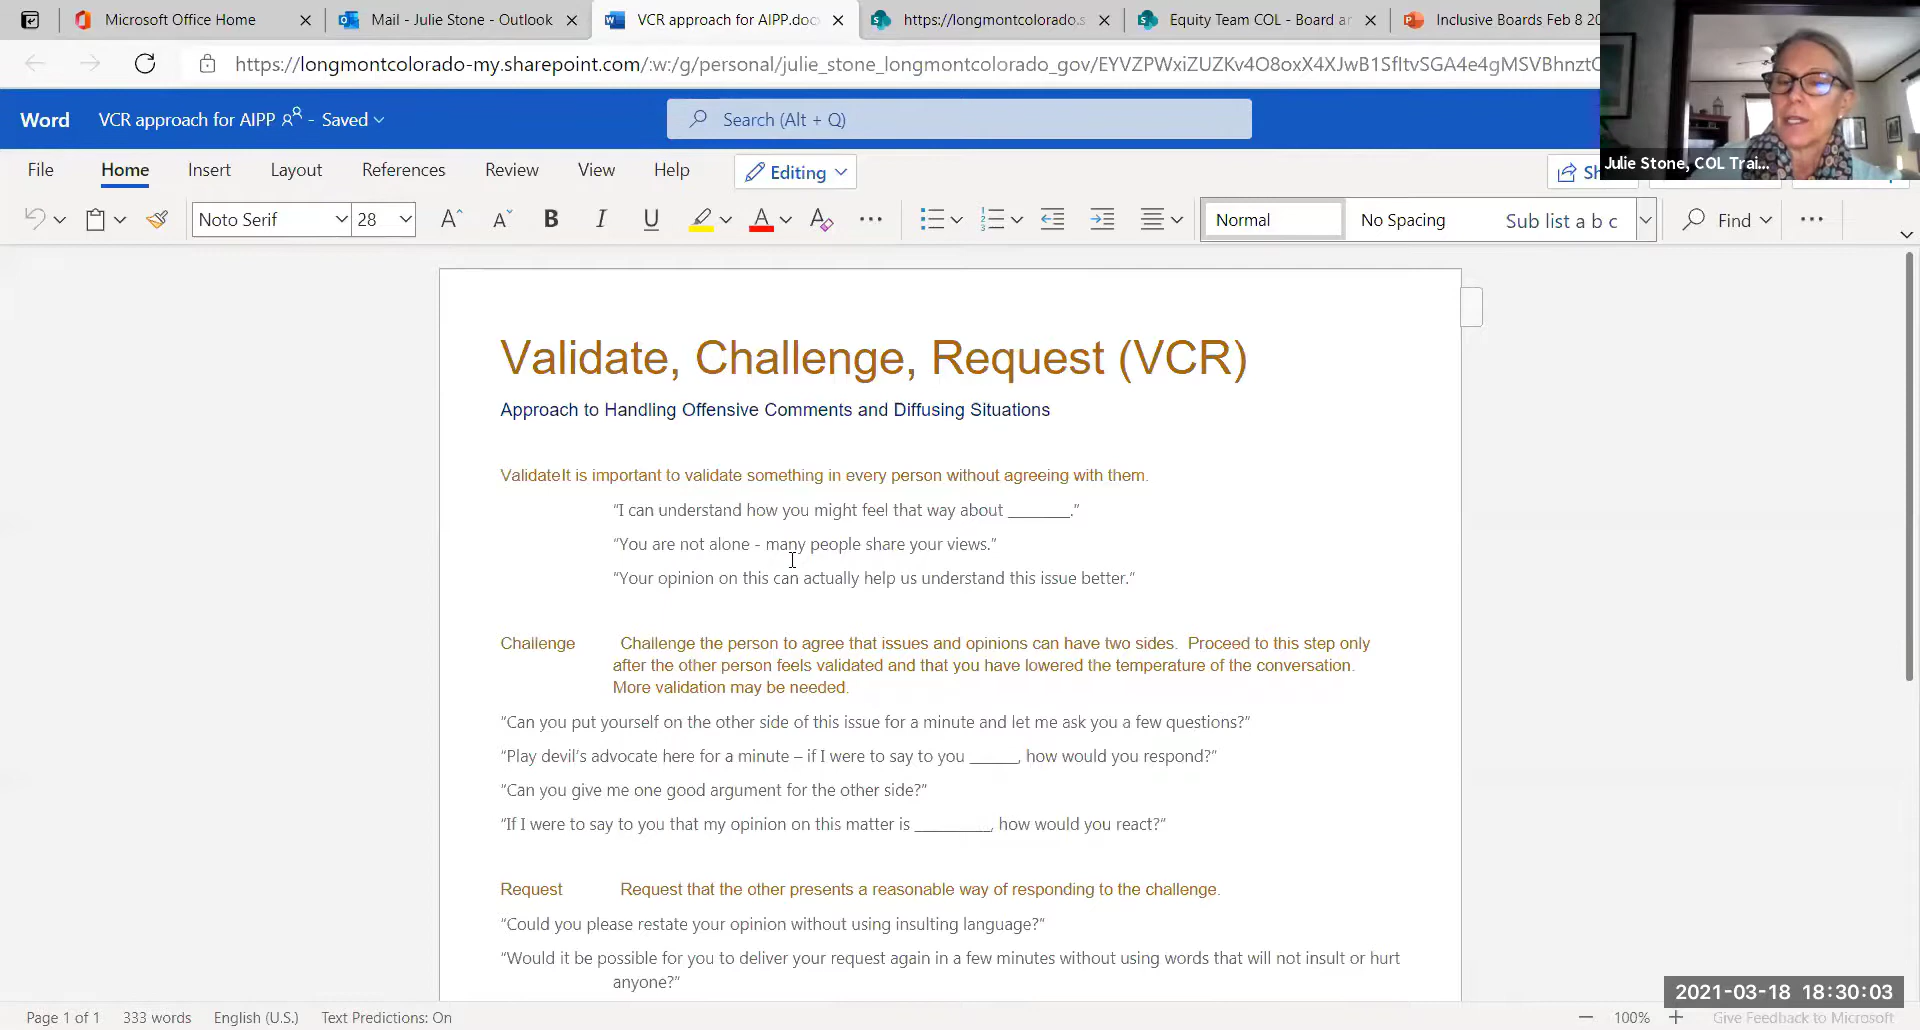 Microsoft Office Home
Mail - Julie Stone - Outlook
VCR approach for AIPP.doc
https://longmontcolorado.s
Equity Team COL - Board a
Inclusive Boards Feb 8 20
https://longmontcolorado-my.sharepoint.com/:w:/g/personal/julie_stone_longmontcolorado_gov/EYVZPWxiZUZKv4O8oxX4XJwB1SfltvSGA4e4gMSVBhnztC
Word VCR approach for AIPP - Saved
Search (Alt + Q)
Julie Stone, COL Trai...
File Home Insert Layout References Review View Help Editing
Noto Serif 28 A A B I U A A Normal No Spacing Sub list a b c Find
Validate, Challenge, Request (VCR)
Approach to Handling Offensive Comments and Diffusing Situations
ValidateIt is important to validate something in every person without agreeing with them.
“I can understand how you might feel that way about ________.”
“You are not alone - many people share your views.”
“Your opinion on this can actually help us understand this issue better.”
Challenge Challenge the person to agree that issues and opinions can have two sides. Proceed to this step only
after the other person feels validated and that you have lowered the temperature of the conversation.
More validation may be needed.
“Can you put yourself on the other side of this issue for a minute and let me ask you a few questions?”
“Play devil’s advocate here for a minute – if I were to say to you ______, how would you respond?”
“Can you give me one good argument for the other side?”
“If I were to say to you that my opinion on this matter is __________, how would you react?”
Request Request that the other presents a reasonable way of responding to the challenge.
“Could you please restate your opinion without using insulting language?”
“Would it be possible for you to deliver your request again in a few minutes without using words that will not insult or hurt
anyone?”
2021-03-18 18:30:03
Page 1 of 1 333 words English (U.S.) Text Predictions: On
100% Give Feedback to Microsoft